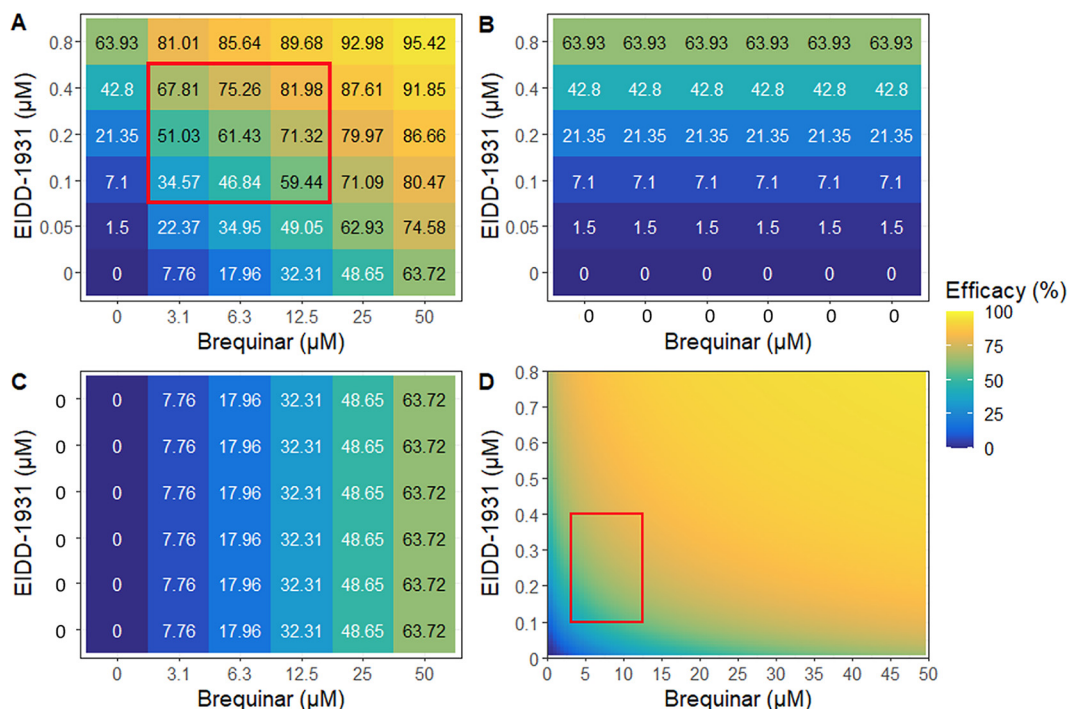 A
EIDD-1931 (µM)
0.8 63.93 81.01 85.64 89.68 92.98 95.42
0.4 42.8 67.81 75.26 81.98 87.61 91.85
0.2 21.35 51.03 61.43 71.32 79.97 86.66
0.1 7.1 34.57 46.84 59.44 71.09 80.47
0.05 1.5 22.37 34.95 49.05 62.93 74.58
0 0 7.76 17.96 32.31 48.65 63.72
0 3.1 6.3 12.5 25 50
Brequinar (µM)
B
EIDD-1931 (µM)
0.8 63.93 63.93 63.93 63.93 63.93 63.93
0.4 42.8 42.8 42.8 42.8 42.8 42.8
0.2 21.35 21.35 21.35 21.35 21.35 21.35
0.1 7.1 7.1 7.1 7.1 7.1 7.1
0.05 1.5 1.5 1.5 1.5 1.5 1.5
0 0 0 0 0 0 0
0 0 0 0 0 0
Brequinar (µM)
Efficacy (%)
100
75
50
25
0
C
EIDD-1931 (µM)
0 0 7.76 17.96 32.31 48.65 63.72
0 0 7.76 17.96 32.31 48.65 63.72
0 0 7.76 17.96 32.31 48.65 63.72
0 0 7.76 17.96 32.31 48.65 63.72
0 0 7.76 17.96 32.31 48.65 63.72
0 0 7.76 17.96 32.31 48.65 63.72
0 3.1 6.3 12.5 25 50
Brequinar (µM)
D
EIDD-1931 (µM)
0.8
0.7
0.6
0.5
0.4
0.3
0.2
0.1
0
0 5 10 15 20 25 30 35 40 45 50
Brequinar (µM)